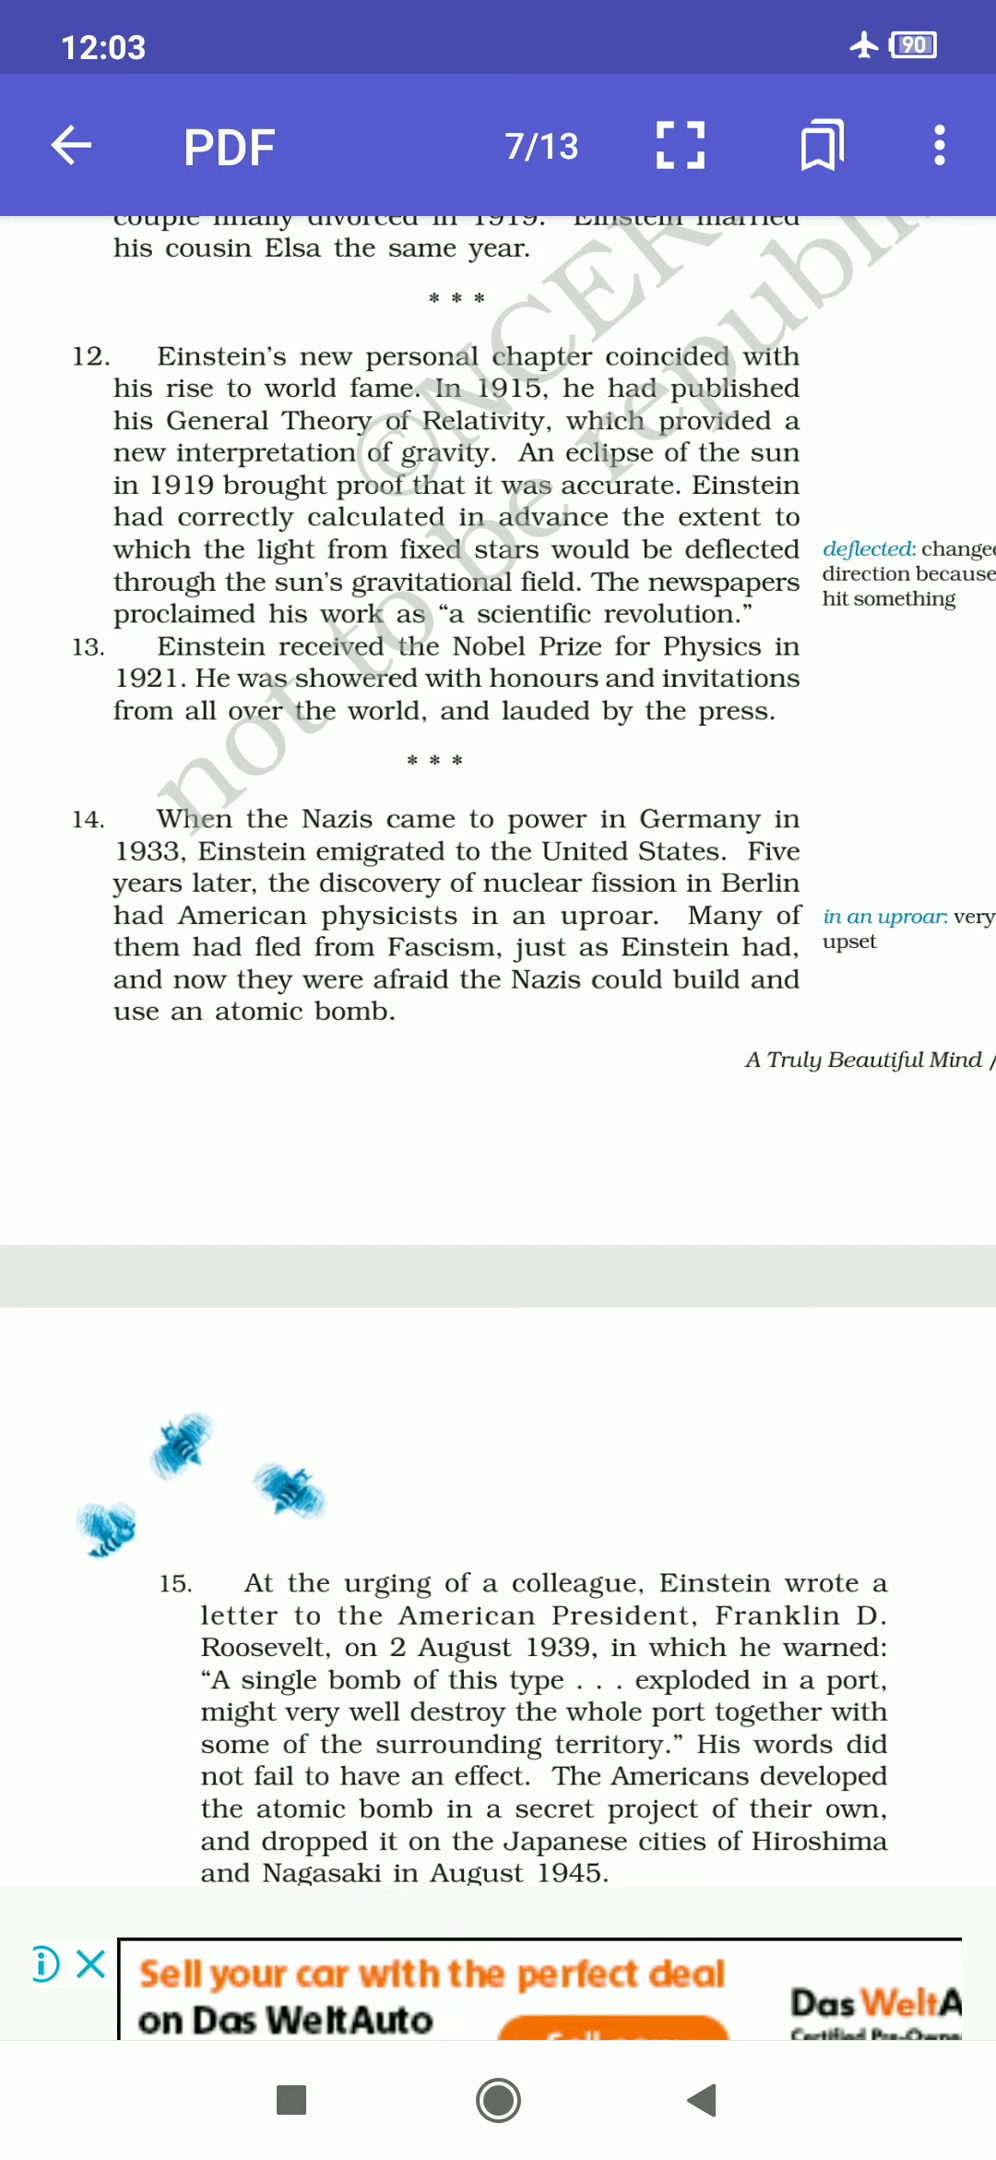 12:03
90
PDF
7/13
couple finally divorced in 1919. Einstein married
his cousin Elsa the same year.
* * *
12. Einstein's new personal chapter coincided with
his rise to world fame. In 1915, he had published
his General Theory of Relativity, which provided a
new interpretation of gravity. An eclipse of the sun
in 1919 brought proof that it was accurate. Einstein
had correctly calculated in advance the extent to
which the light from fixed stars would be deflected
through the sun's gravitational field. The newspapers
proclaimed his work as “a scientific revolution.”
deflected: change
direction because
hit something
13. Einstein received the Nobel Prize for Physics in
1921. He was showered with honours and invitations
from all over the world, and lauded by the press.
* * *
14. When the Nazis came to power in Germany in
1933, Einstein emigrated to the United States. Five
years later, the discovery of nuclear fission in Berlin
had American physicists in an uproar. Many of
them had fled from Fascism, just as Einstein had,
and now they were afraid the Nazis could build and
use an atomic bomb.
in an uproar: very
upset
A Truly Beautiful Mind /
©NCER
not to be republi
15. At the urging of a colleague, Einstein wrote a
letter to the American President, Franklin D.
Roosevelt, on 2 August 1939, in which he warned:
“A single bomb of this type . . . exploded in a port,
might very well destroy the whole port together with
some of the surrounding territory.” His words did
not fail to have an effect. The Americans developed
the atomic bomb in a secret project of their own,
and dropped it on the Japanese cities of Hiroshima
and Nagasaki in August 1945.
Sell your car with the perfect deal
on Das WeltAuto
Das WeltA